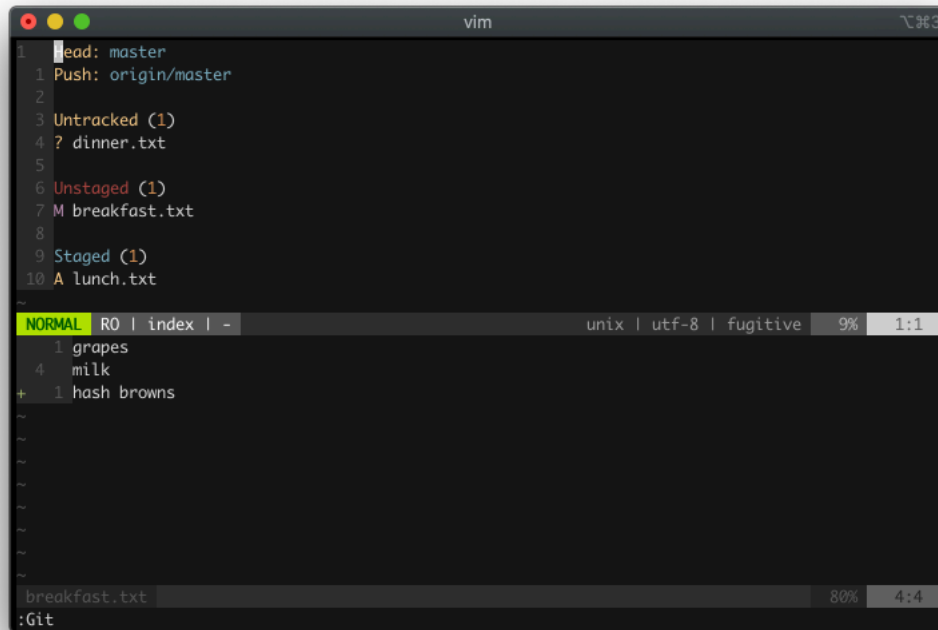 vim ⌥⌘3
1 Head: master
1 Push: origin/master
2
3 Untracked (1)
4 ? dinner.txt
5
6 Unstaged (1)
7 M breakfast.txt
8
9 Staged (1)
10 A lunch.txt
~
NORMAL RO | index | - unix | utf-8 | fugitive 9% 1:1
1 grapes
4 milk
+ 1 hash browns
~
~
~
~
~
~
~
~
breakfast.txt 80% 4:4
:Git